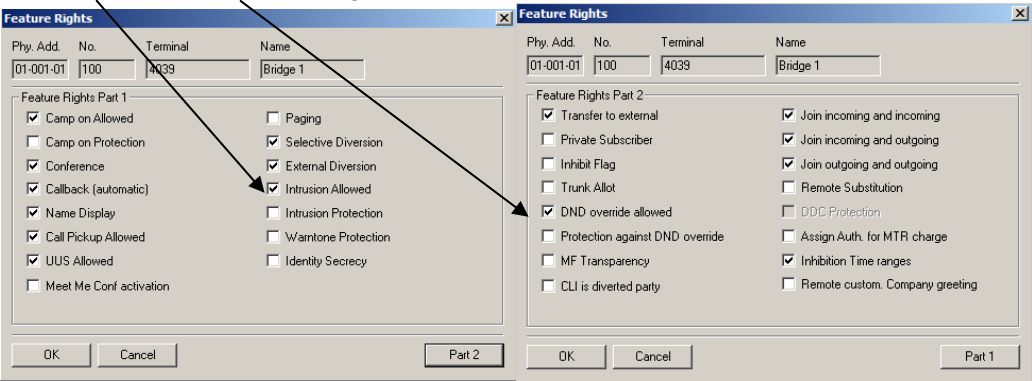 Feature Rights
Phy. Add. No. Terminal Name
01-001-01 100 4039 Bridge 1
Feature Rights Part 1
Camp on Allowed
Camp on Protection
Conference
Callback (automatic)
Name Display
Call Pickup Allowed
UUS Allowed
Meet Me Conf activation
Paging
Selective Diversion
External Diversion
Intrusion Allowed
Intrusion Protection
Warntone Protection
Identity Secrecy
OK Cancel Part 2
Feature Rights
Phy. Add. No. Terminal Name
01-001-01 100 4039 Bridge 1
Feature Rights Part 2
Transfer to external
Private Subscriber
Inhibit Flag
Trunk Allot
DND override allowed
Protection against DND override
MF Transparency
CLI is diverted party
Join incoming and incoming
Join incoming and outgoing
Join outgoing and outgoing
Remote Substitution
DDC Protection
Assign Auth. for MTR charge
Inhibition Time ranges
Remote custom. Company greeting
OK Cancel Part 1